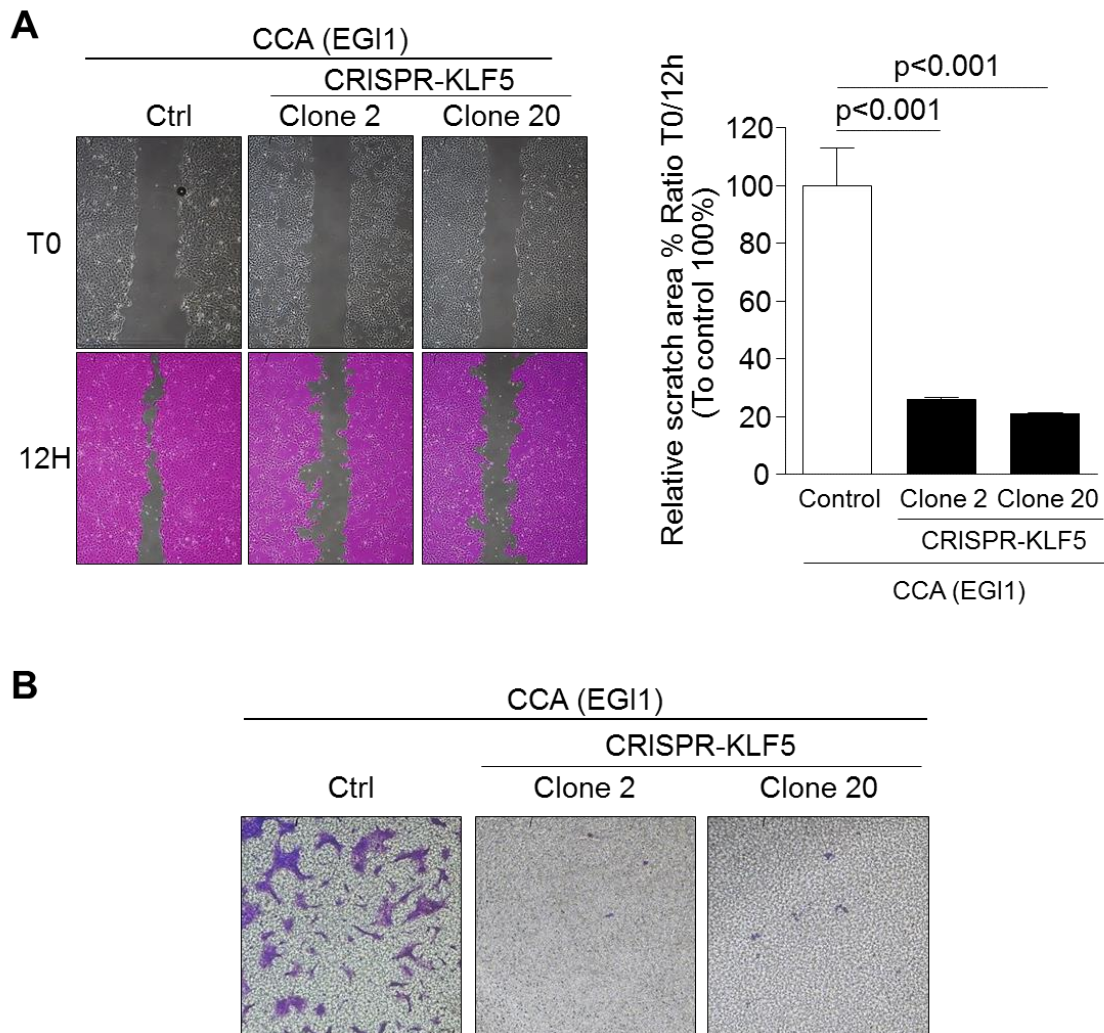 A
CCA (EGI1)
CRISPR-KLF5
Ctrl
Clone 2
Clone 20
T0
12H
Relative scratch area % Ratio T0/12h
(To control 100%)
p<0.001
p<0.001
120
100
80
60
40
20
0
Control
Clone 2
Clone 20
CRISPR-KLF5
CCA (EGI1)
B
CCA (EGI1)
CRISPR-KLF5
Ctrl
Clone 2
Clone 20